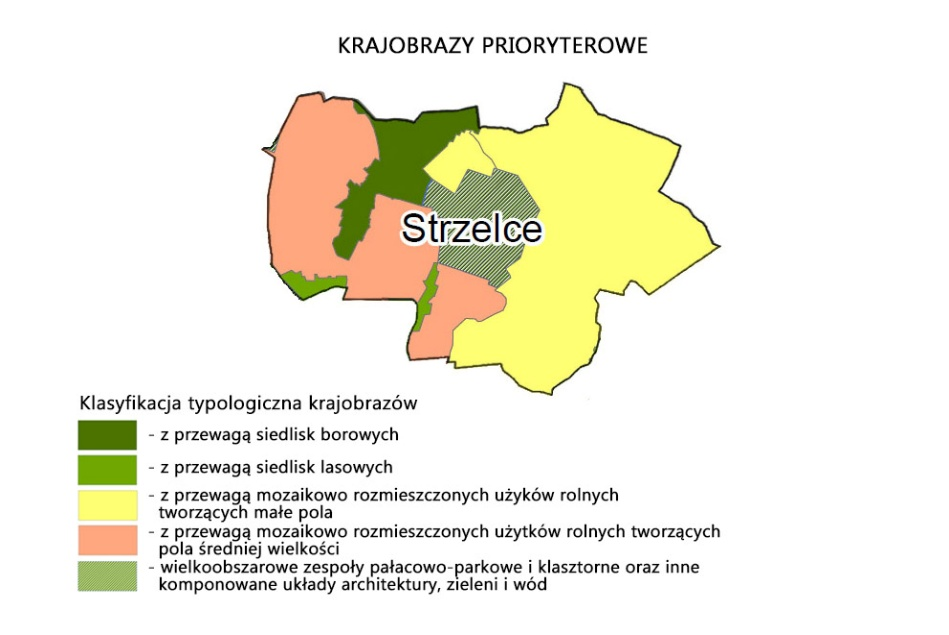 KRAJOBRAZY PRIORYTEROWE
Strzelce
Klasyfikacja typologiczna krajobrazów
- z przewagą siedlisk borowych
- z przewagą siedlisk lasowych
- z przewagą mozaikowo rozmieszczonych użyków rolnych
tworzących małe pola
- z przewagą mozaikowo rozmieszczonych użytków rolnych tworzących
pola średniej wielkości
- wielkoobszarowe zespoły pałacowo-parkowe i klasztorne oraz inne
komponowane układy architektury, zieleni i wód